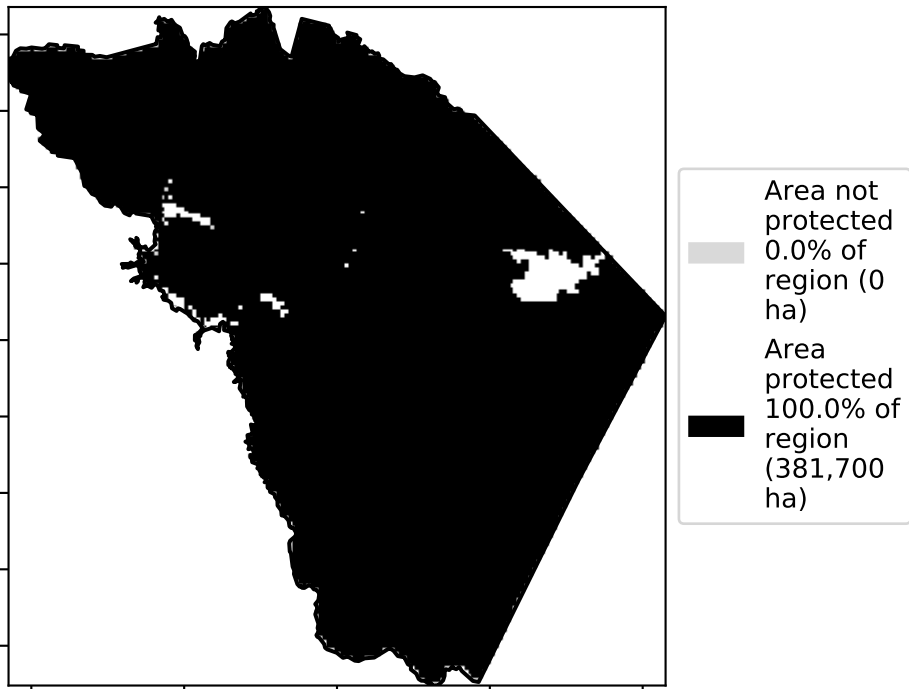 Area not
protected
0.0% of
region (0
ha)
Area
protected
100.0% of
region
(381,700
ha)